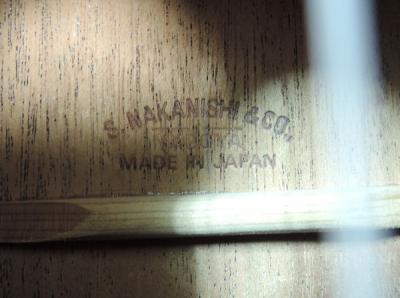 S. NAKANISHI & CO.,
MADE IN JAPAN